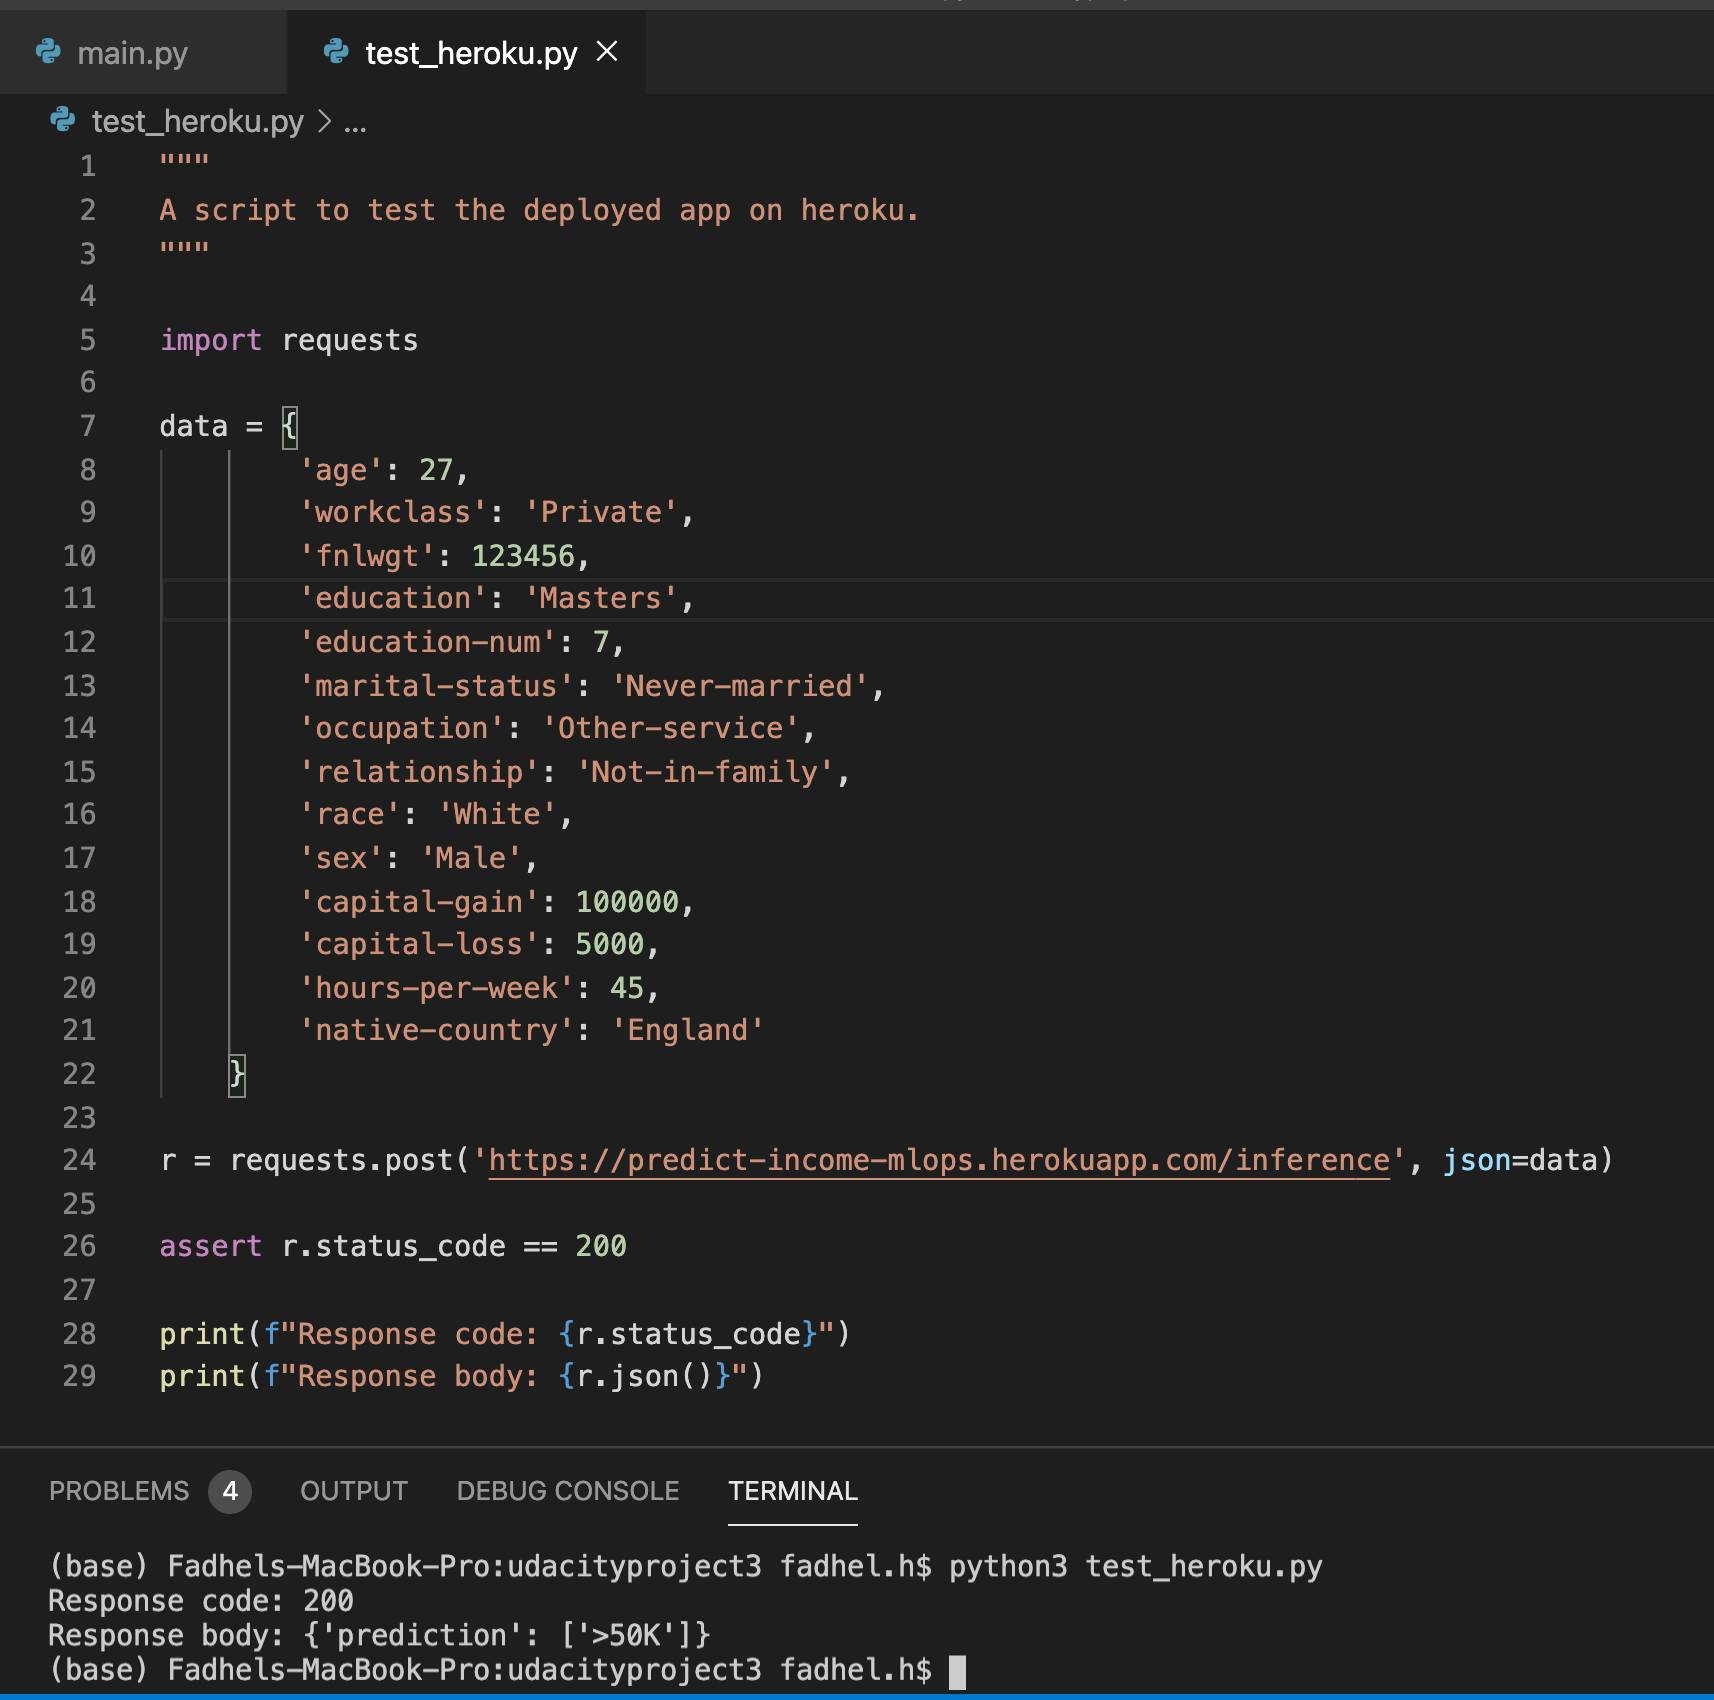 main.py
test_heroku.py
test_heroku.py > ...
1 """
2 A script to test the deployed app on heroku.
3 """
4
5 import requests
6
7 data = {
8 'age': 27,
9 'workclass': 'Private',
10 'fnlwgt': 123456,
11 'education': 'Masters',
12 'education-num': 7,
13 'marital-status': 'Never-married',
14 'occupation': 'Other-service',
15 'relationship': 'Not-in-family',
16 'race': 'White',
17 'sex': 'Male',
18 'capital-gain': 100000,
19 'capital-loss': 5000,
20 'hours-per-week': 45,
21 'native-country': 'England'
22 }
23
24 r = requests.post('https://predict-income-mlops.herokuapp.com/inference', json=data)
25
26 assert r.status_code == 200
27
28 print(f"Response code: {r.status_code}")
29 print(f"Response body: {r.json()}")
PROBLEMS 4 OUTPUT DEBUG CONSOLE TERMINAL
(base) Fadhels-MacBook-Pro:udacityproject3 fadhel.h$ python3 test_heroku.py
Response code: 200
Response body: {'prediction': ['>50K']}
(base) Fadhels-MacBook-Pro:udacityproject3 fadhel.h$